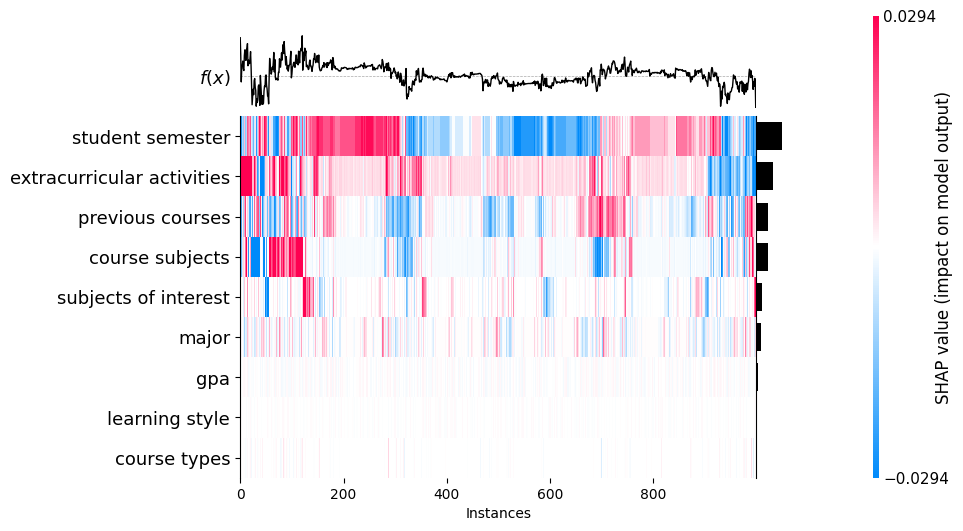 0.0294
f(x)
student semester
extracurricular activities
previous courses
course subjects
subjects of interest
major
gpa
learning style
course types
−0.0294
0 200 400 600 800
Instances
SHAP value (impact on model output)